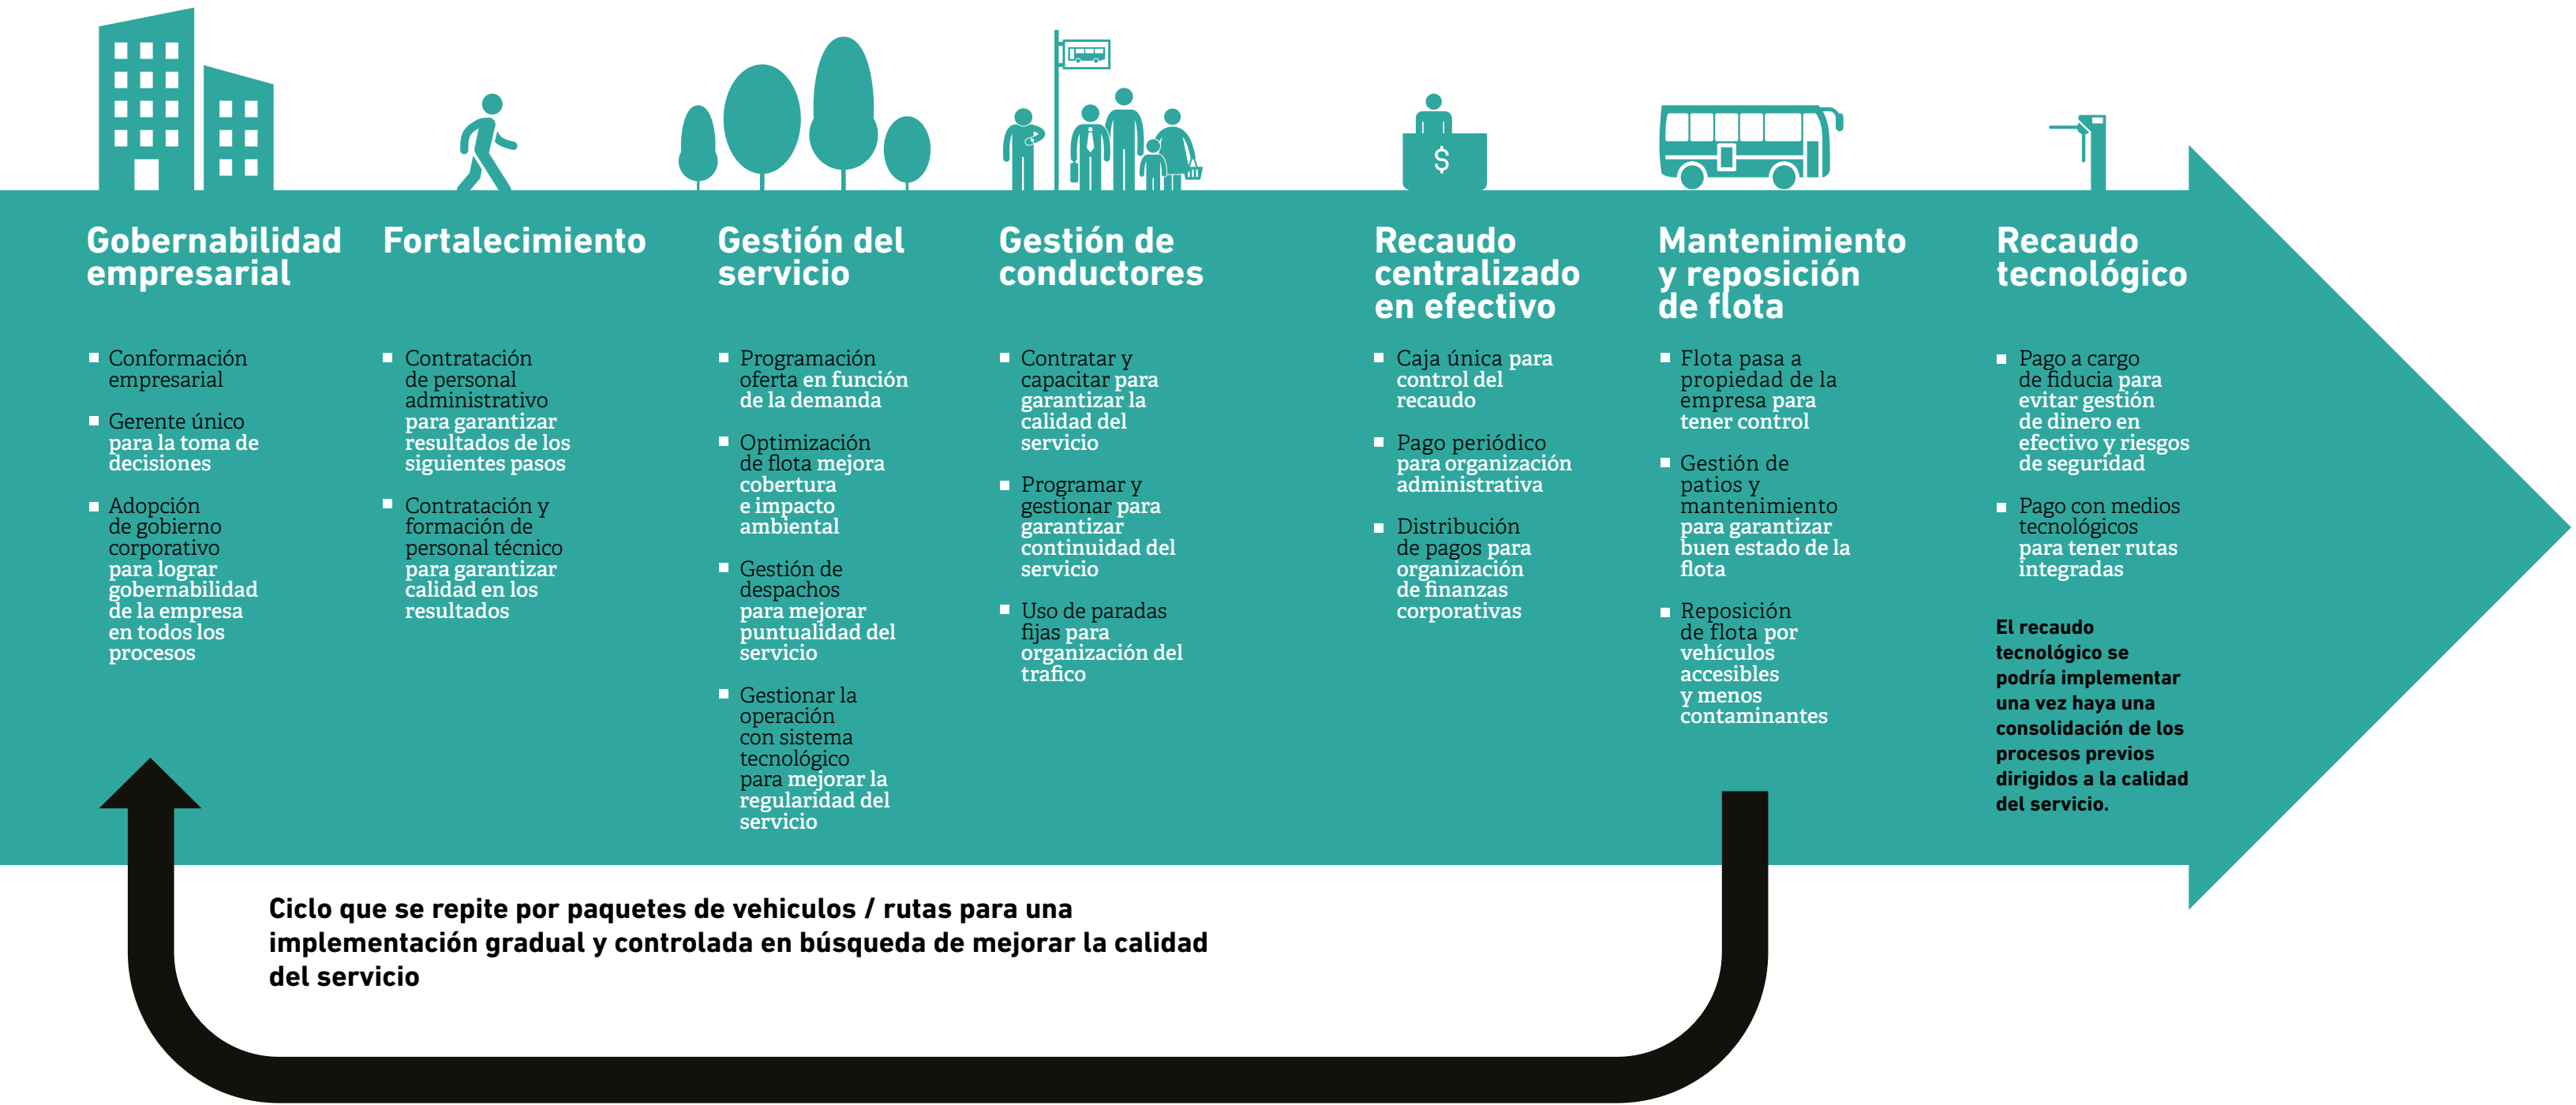 Gobernabilidad
empresarial
Conformación
empresarial
Gerente único
para la toma de
decisiones
Adopción
de gobierno
corporativo
para lograr
gobernabilidad
de la empresa
en todos los
procesos
Fortalecimiento
Contratación
de personal
administrativo
para garantizar
resultados de los
siguientes pasos
Contratación y
formación de
personal técnico
para garantizar
calidad en los
resultados
Gestión del
servicio
Programación
oferta en función
de la demanda
Optimización
de flota mejora
cobertura
e impacto
ambiental
Gestión de
despachos
para mejorar
puntualidad del
servicio
Gestionar la
operación
con sistema
tecnológico
para mejorar la
regularidad del
servicio
Gestión de
conductores
Contratar y
capacitar para
garantizar la
calidad del
servicio
Programar y
gestionar para
garantizar
continuidad del
servicio
Uso de paradas
fijas para
organización del
trafico
$
Recaudo
centralizado
en efectivo
Caja única para
control del
recaudo
Pago periódico
para organización
administrativa
Distribución
de pagos para
organización
de finanzas
corporativas
Mantenimiento
y reposición
de flota
Flota pasa a
propiedad de la
empresa para
tener control
Gestión de
patios y
mantenimiento
para garantizar
buen estado de la
flota
Reposición
de flota por
vehículos
accesibles
y menos
contaminantes
Recaudo
tecnológico
Pago a cargo
de fiducia para
evitar gestión
de dinero en
efectivo y riesgos
de seguridad
Pago con medios
tecnológicos
para tener rutas
integradas
El recaudo
tecnológico se
podría implementar
una vez haya una
consolidación de los
procesos previos
dirigidos a la calidad
del servicio.
Ciclo que se repite por paquetes de vehiculos / rutas para una
implementación gradual y controlada en búsqueda de mejorar la calidad
del servicio